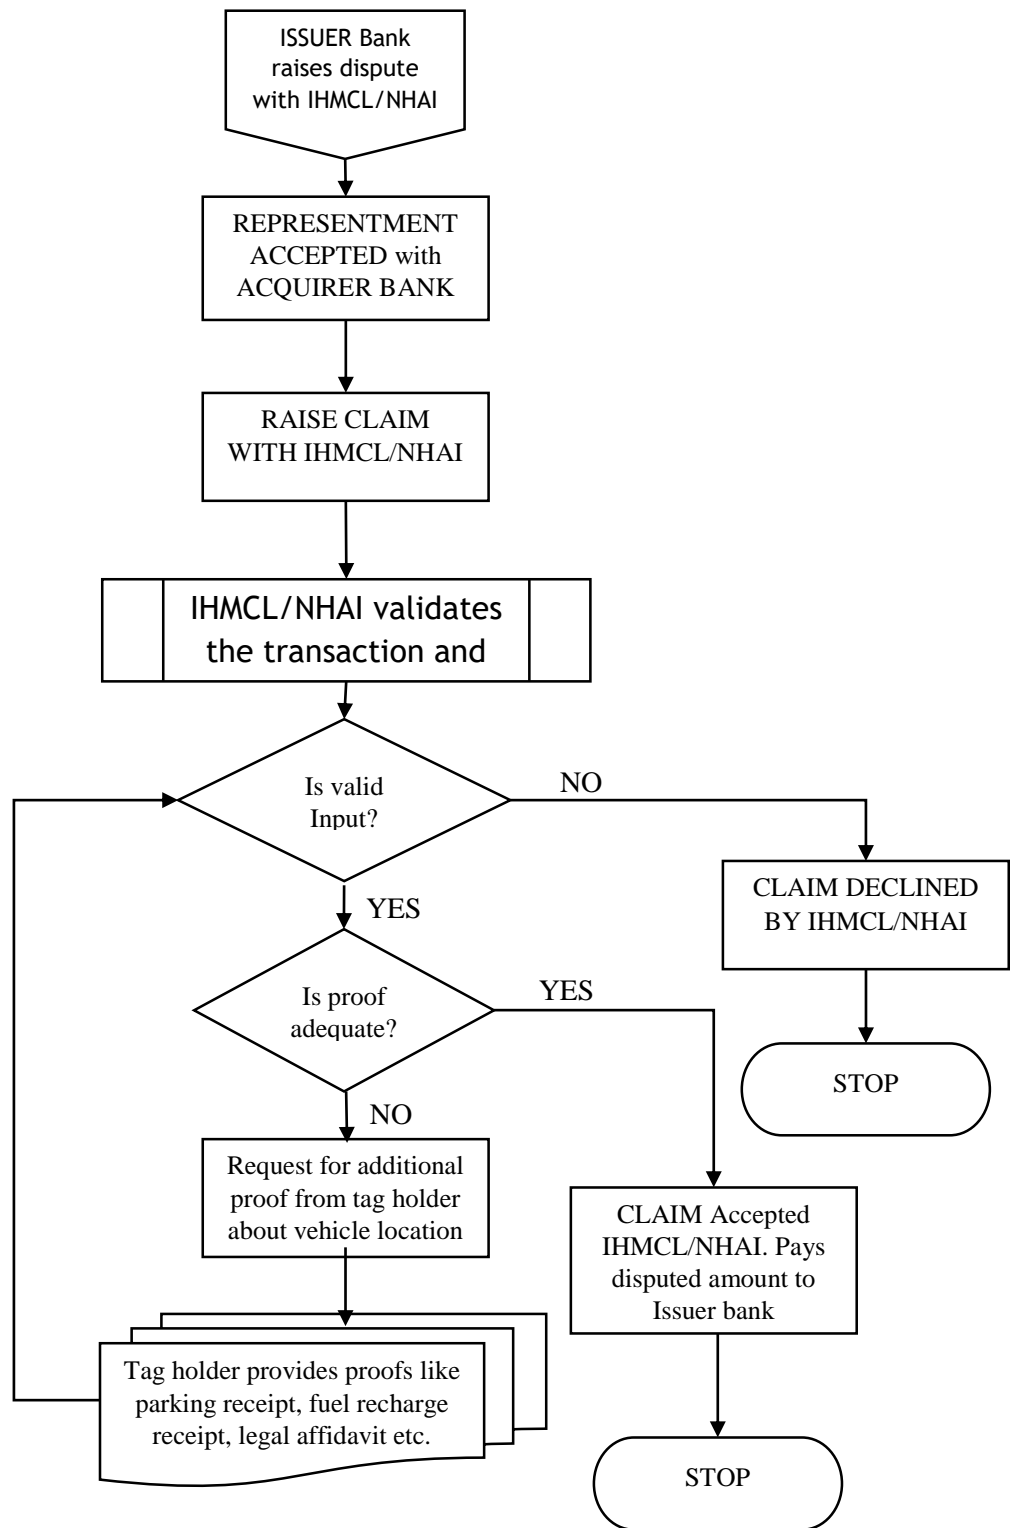 ISSUER Bank
raises dispute
with IHMCL/NHAI
REPRESENTMENT
ACCEPTED with
ACQUIRER BANK
RAISE CLAIM
WITH IHMCL/NHAI
IHMCL/NHAI validates
the transaction and
Is valid
Input?
NO
YES
CLAIM DECLINED
BY IHMCL/NHAI
Is proof
adequate?
YES
STOP
NO
Request for additional
proof from tag holder
about vehicle location
CLAIM Accepted
IHMCL/NHAI. Pays
disputed amount to
Issuer bank
Tag holder provides proofs like
parking receipt, fuel recharge
receipt, legal affidavit etc.
STOP